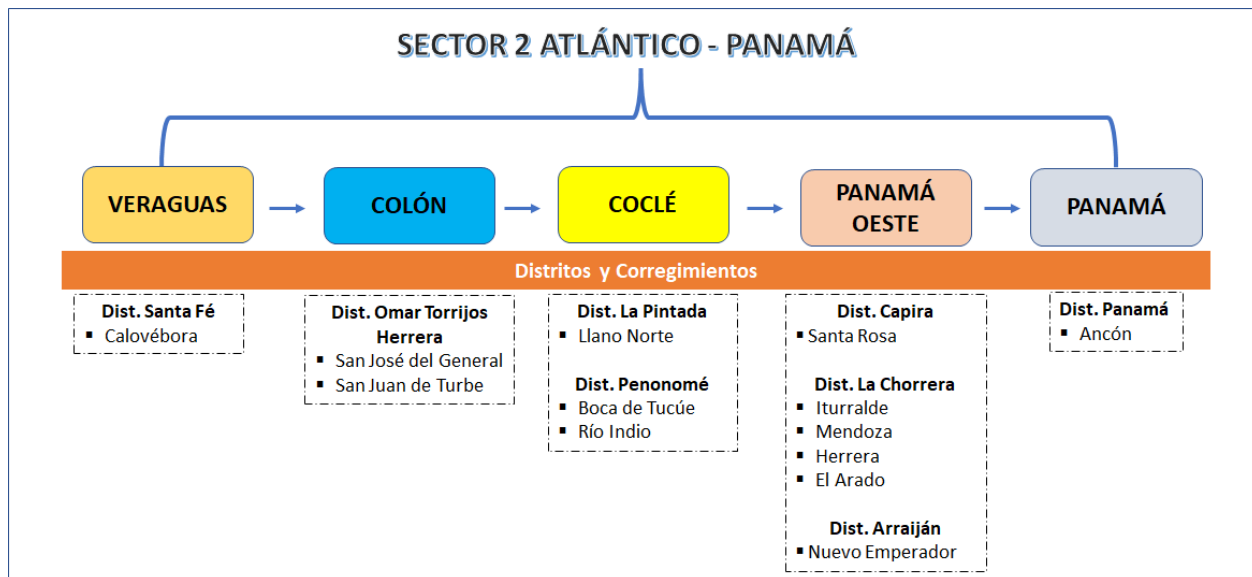 SECTOR 2 ATLÁNTICO - PANAMÁ
VERAGUAS
COLÓN
COCLÉ
PANAMÁ
OESTE
PANAMÁ
Distritos y Corregimientos
Dist. Santa Fé
▪ Calovébora
Dist. Omar Torrijos
Herrera
▪ San José del General
▪ San Juan de Turbe
Dist. La Pintada
▪ Llano Norte
Dist. Penonomé
▪ Boca de Tucúe
▪ Río Indio
Dist. Capira
▪ Santa Rosa
Dist. La Chorrera
▪ Iturralde
▪ Mendoza
▪ Herrera
▪ El Arado
Dist. Arraiján
▪ Nuevo Emperador
Dist. Panamá
▪ Ancón